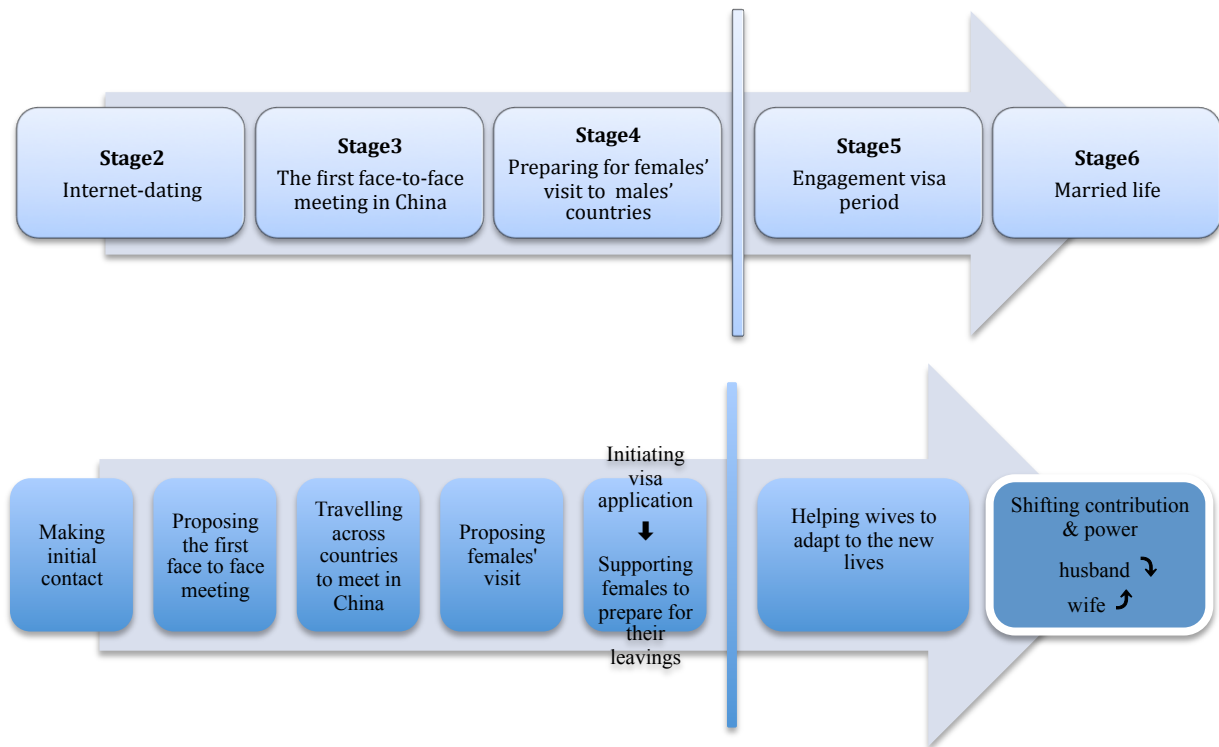 Stage2
Internet-dating
Stage3
The first face-to-face
meeting in China
Stage4
Preparing for females'
visit to males'
countries
Stage5
Engagement visa
period
Stage6
Married life
Making
initial
contact
Proposing
the first
face to face
meeting
Travelling
across
countries
to meet in
China
Proposing
females'
visit
Initiating
visa
application
Supporting
females to
prepare for
their
leavings
Helping wives to
adapt to the new
lives
Shifting contribution
& power
husband
wife